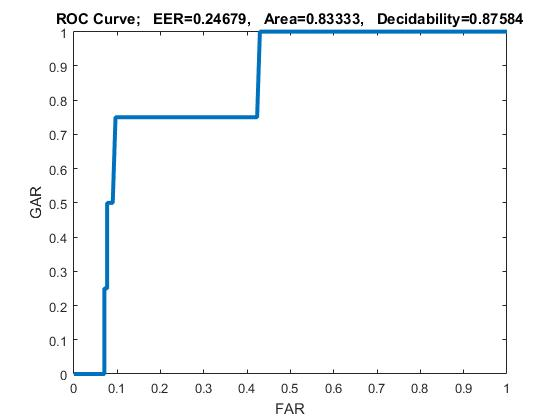 ROC Curve;   EER=0.24679,   Area=0.83333,   Decidability=0.87584
1
0.9
0.8
0.7
0.6
0.5
0.4
0.3
0.2
0.1
0
GAR
0 0.1 0.2 0.3 0.4 0.5 0.6 0.7 0.8 0.9 1
FAR